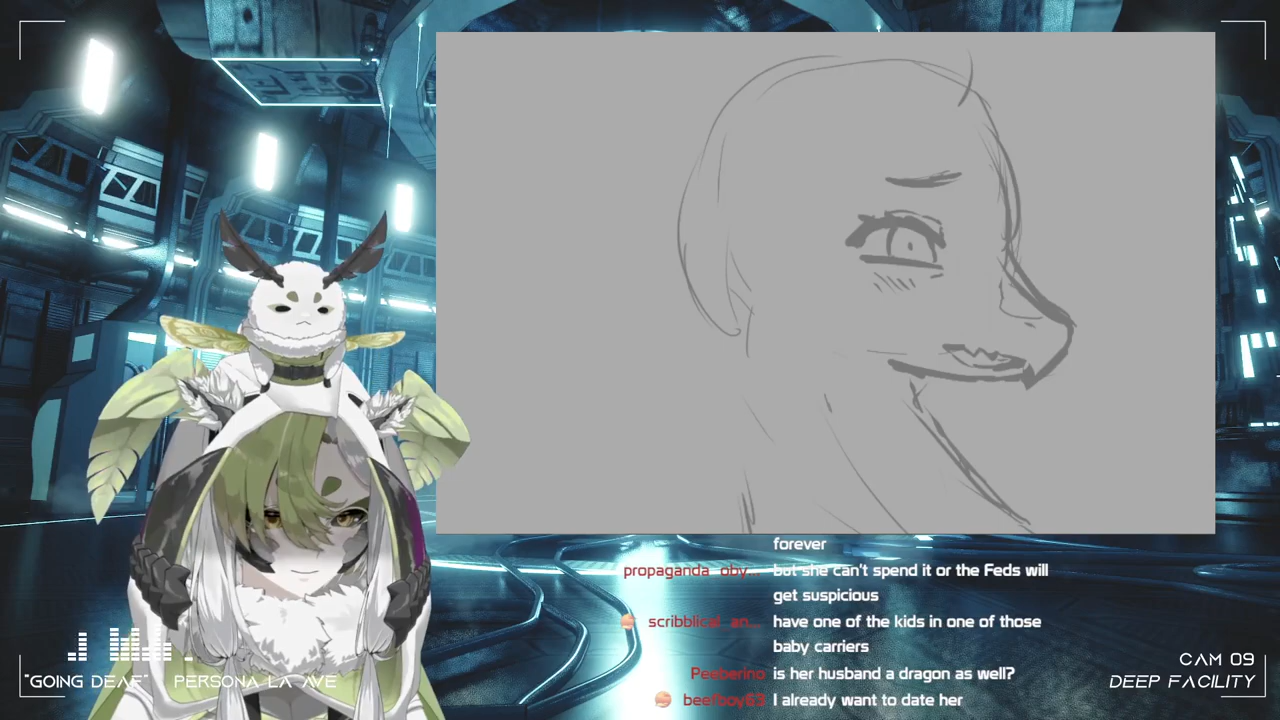 forever
propaganda_oby... but she can't spend it or the Feds will
get suspicious
scribblical_an... have one of the kids in one of those
baby carriers
Peeberino is her husband a dragon as well?
beefboy63 I already want to date her
"GOING DEAF" PERSONA LA AVE
CAM 09
DEEP FACILITY